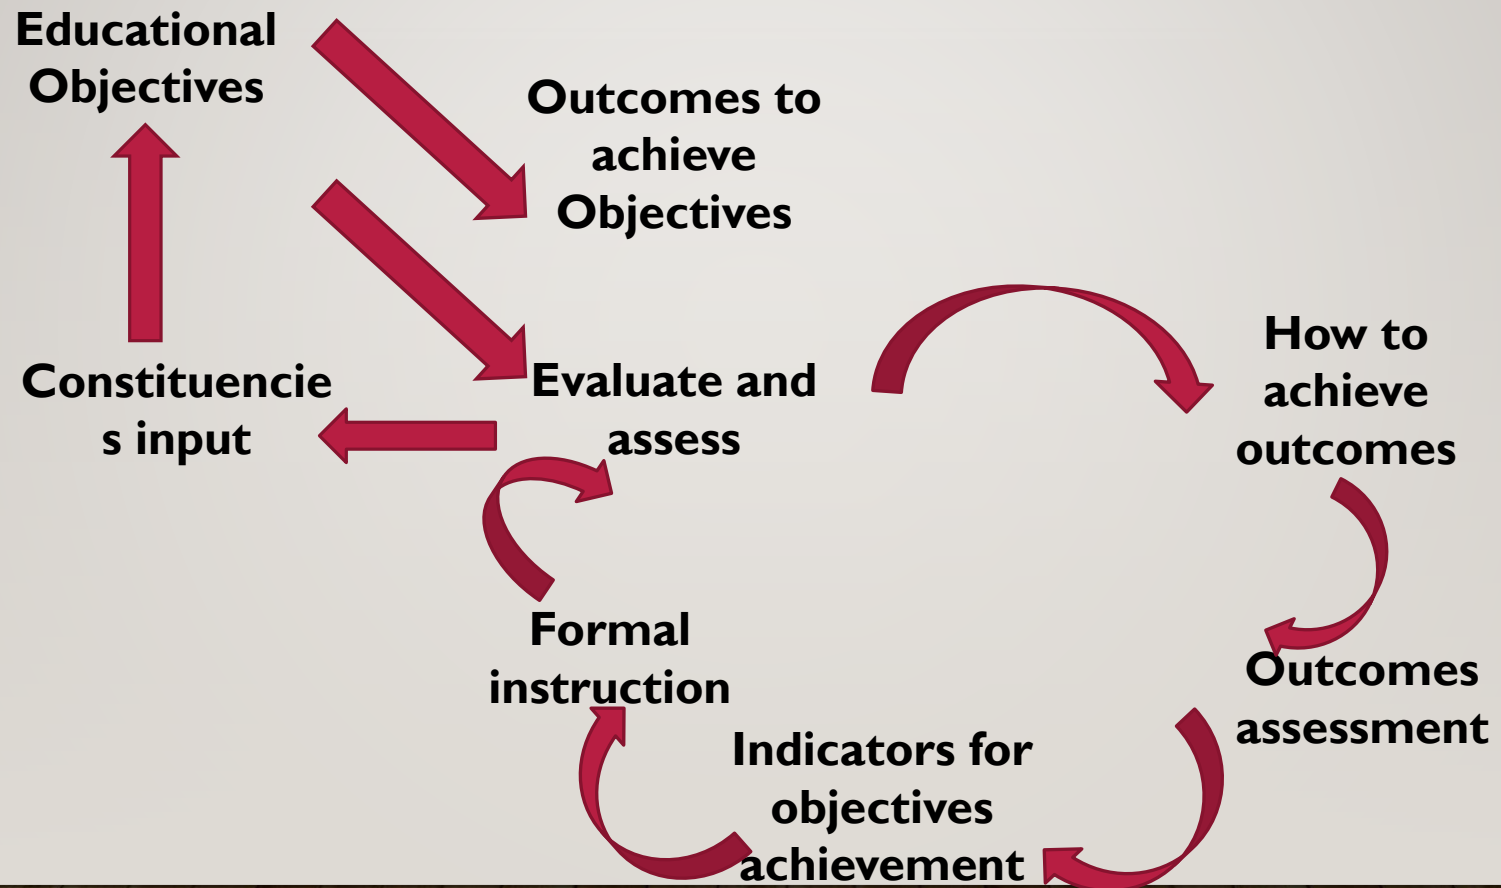 Educational
Objectives
Outcomes to
achieve
Objectives
How to
achieve
outcomes
Constituencie
s input
Evaluate and
assess
Formal
instruction
Outcomes
assessment
Indicators for
objectives
achievement